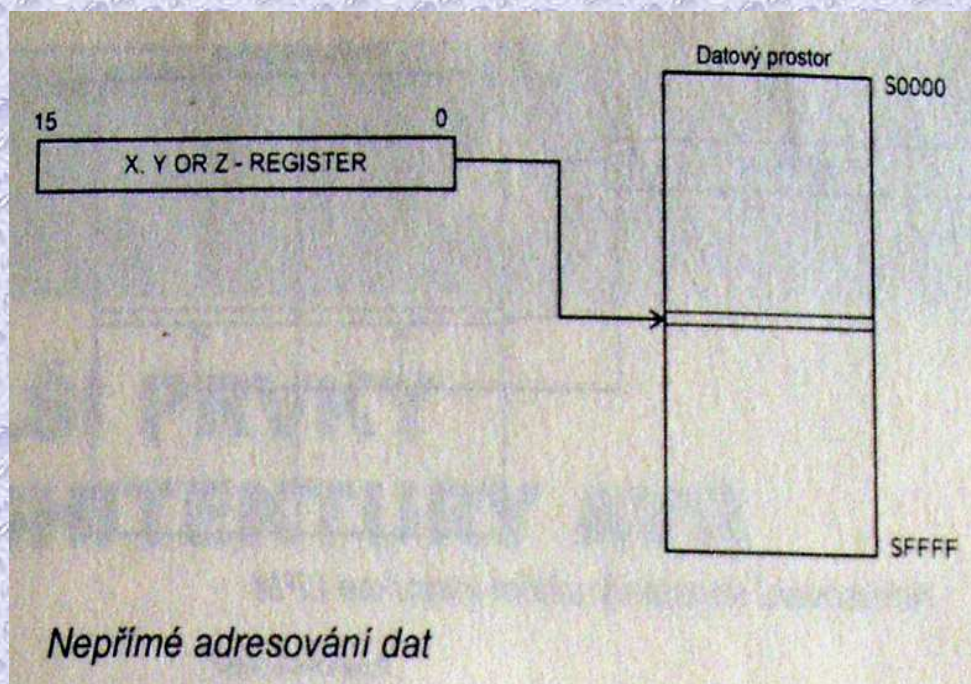 Datový prostor
S0000
15 0
X. Y OR Z - REGISTER
SFFFF
Nepřímé adresování dat